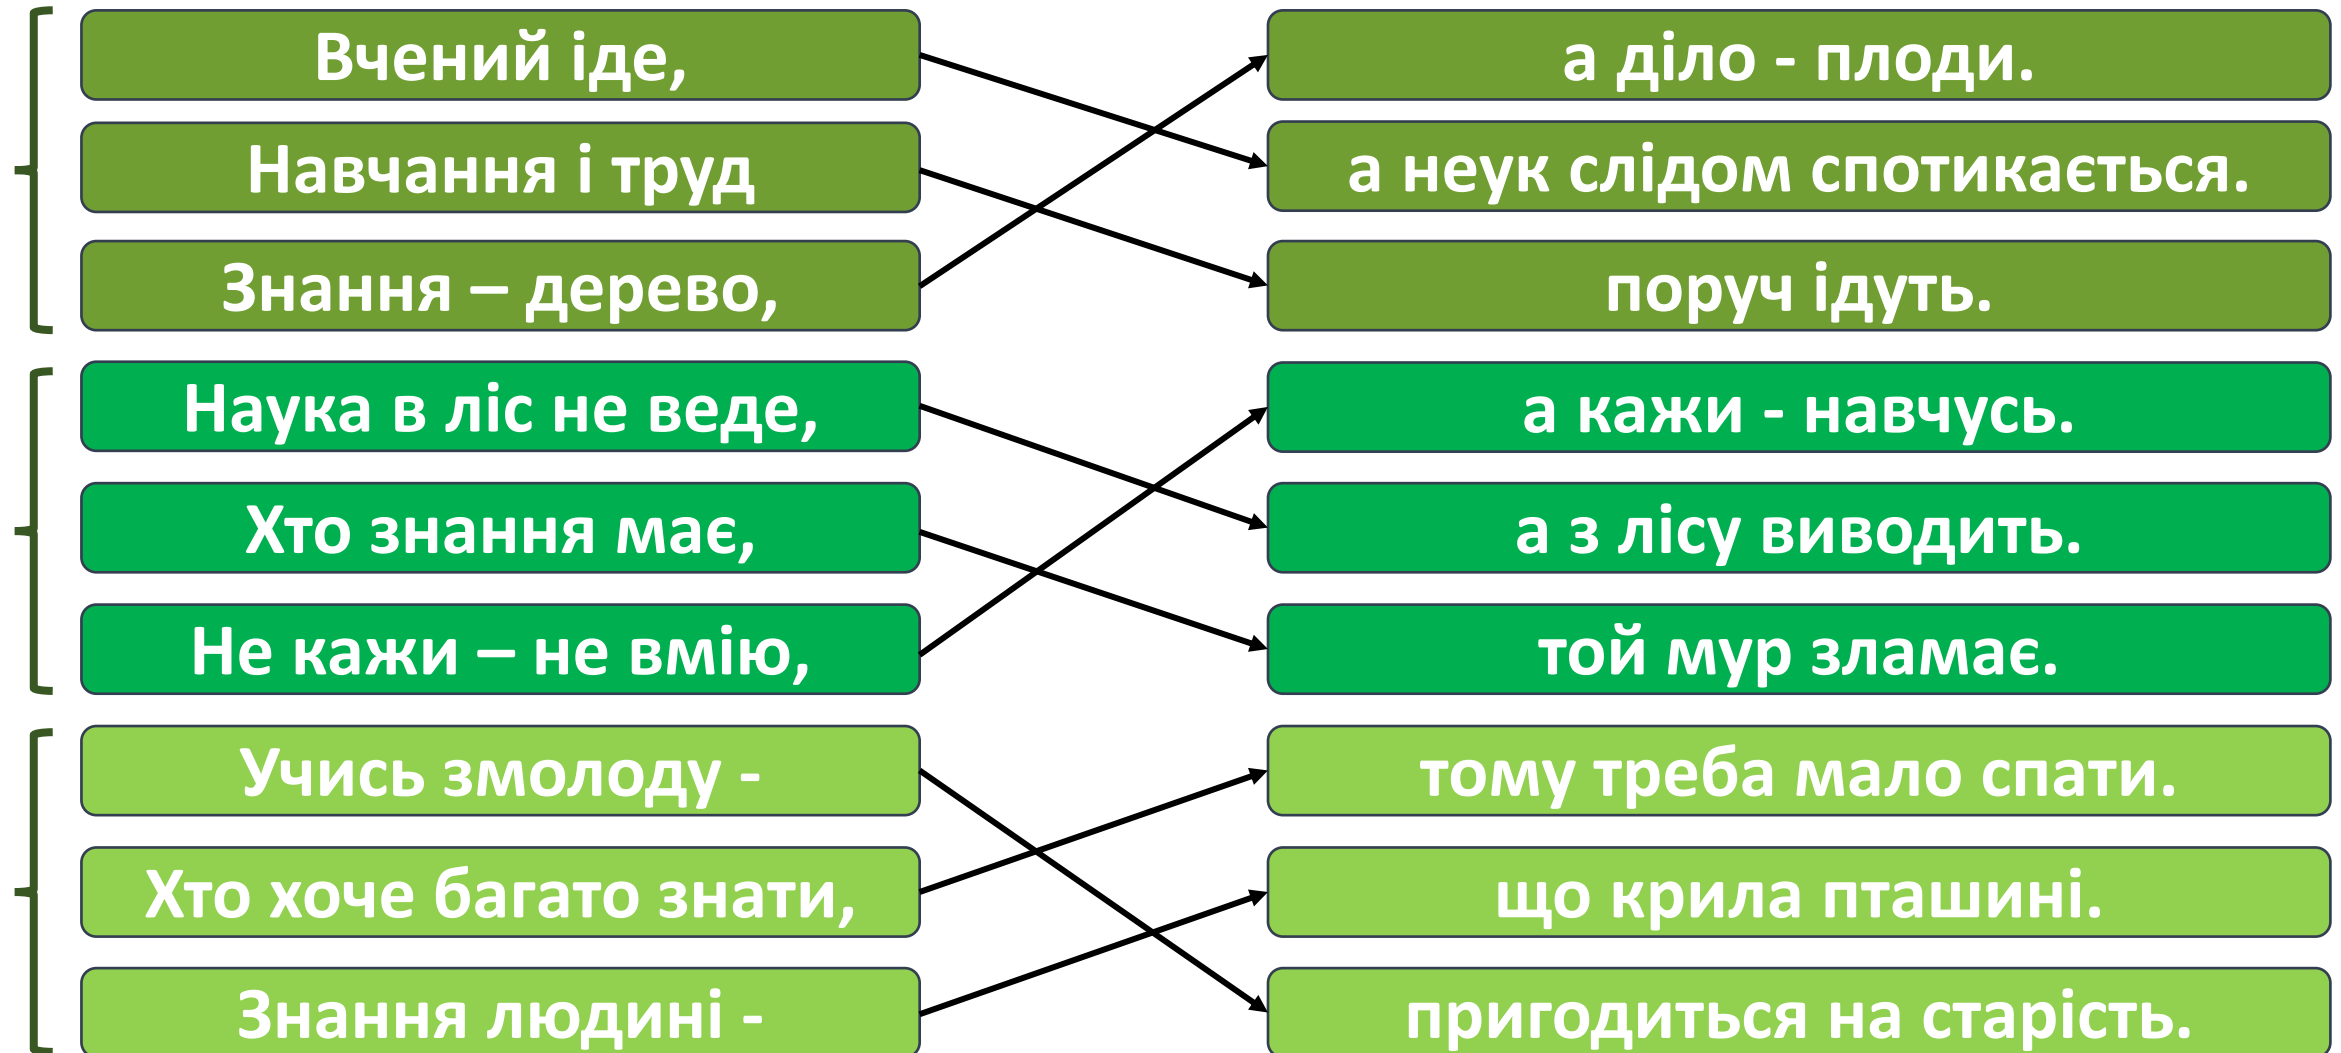 Вчений іде,
а діло - плоди.
Навчання і труд
а неук слідом спотикається.
Знання – дерево,
поруч ідуть.
Наука в ліс не веде,
а кажи - навчусь.
Хто знання має,
а з лісу виводить.
Не кажи – не вмію,
той мур зламає.
Учись змолоду -
тому треба мало спати.
Хто хоче багато знати,
що крила пташині.
Знання людині -
пригодиться на старість.